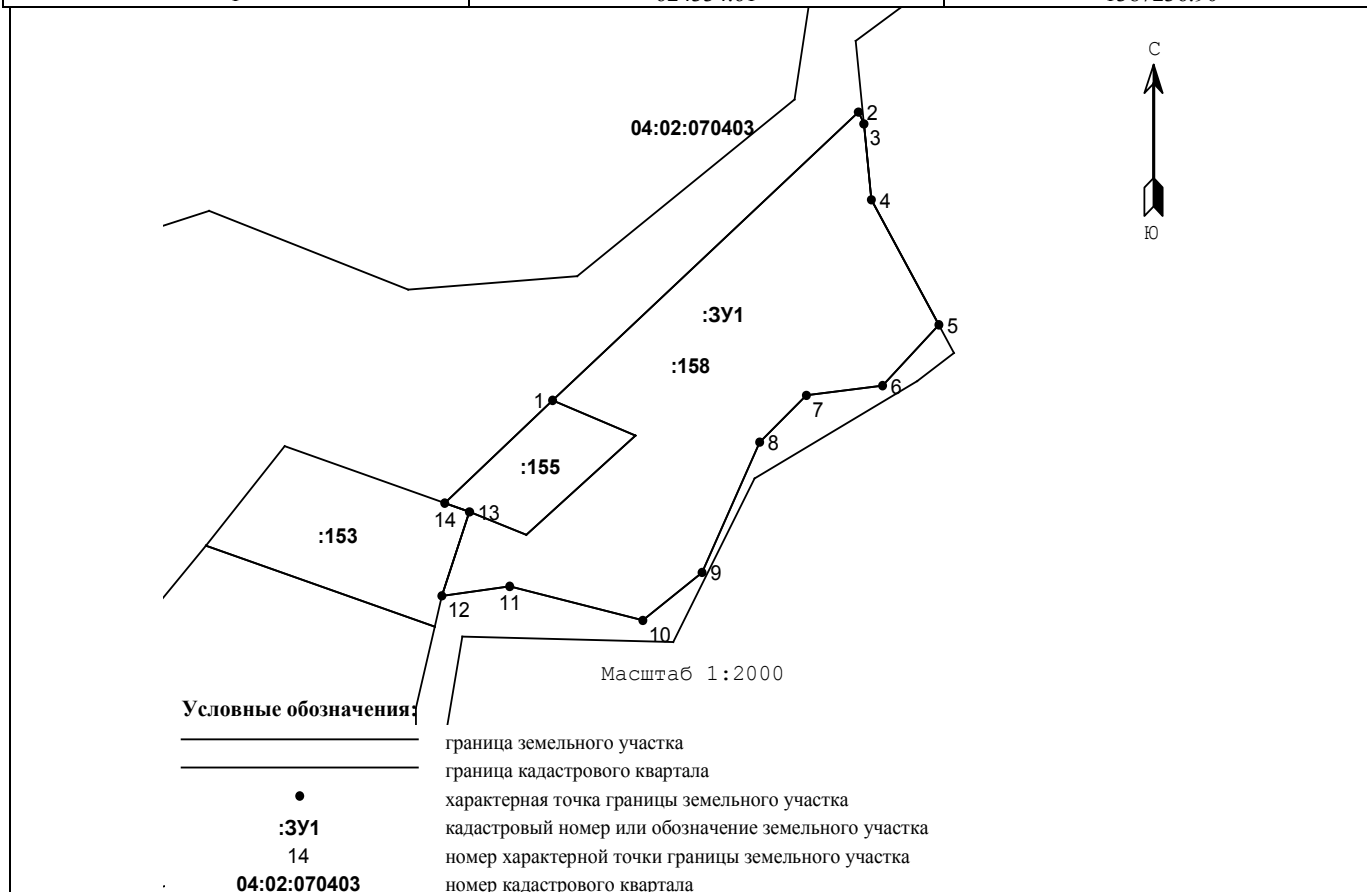 С
2
04:02:070403
3
4
Ю
:ЗУ1
5
:158
6
1
7
8
:155
14
13
:153
9
12
11
10
Масштаб 1:2000
Условные обозначения:
граница земельного участка
граница кадастрового квартала
характерная точка границы земельного участка
:ЗУ1 кадастровый номер или обозначение земельного участка
14 номер характерной точки границы земельного участка
04:02:070403 номер кадастрового квартала